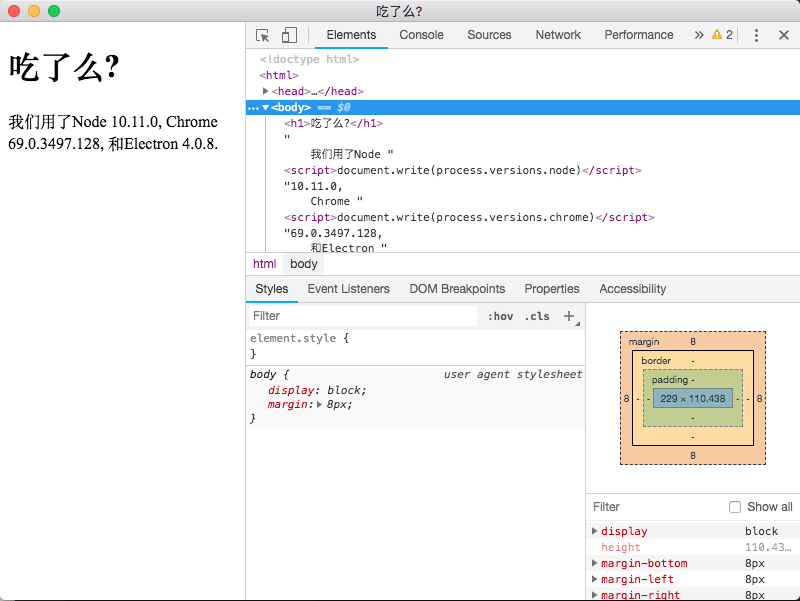 吃了么?
吃了么?
我们用了Node 10.11.0, Chrome
69.0.3497.128, 和Electron 4.0.8.
Elements Console Sources Network Performance » 2
<!doctype html>
<html>
<head>…</head>
…<body> == $0
<h1>吃了么?</h1>
"
我们用了Node "
<script>document.write(process.versions.node)</script>
"10.11.0,
Chrome "
<script>document.write(process.versions.chrome)</script>
"69.0.3497.128,
和Electron "
html body
Styles Event Listeners DOM Breakpoints Properties Accessibility
Filter :hov .cls +
element.style {
}
body { user agent stylesheet
display: block;
margin: 8px;
}
margin 8
border -
padding -
8 - - 229 × 110.438 - - 8
-
-
8
Filter Show all
display block
height 110.43…
margin-bottom 8px
margin-left 8px
margin-right 8px